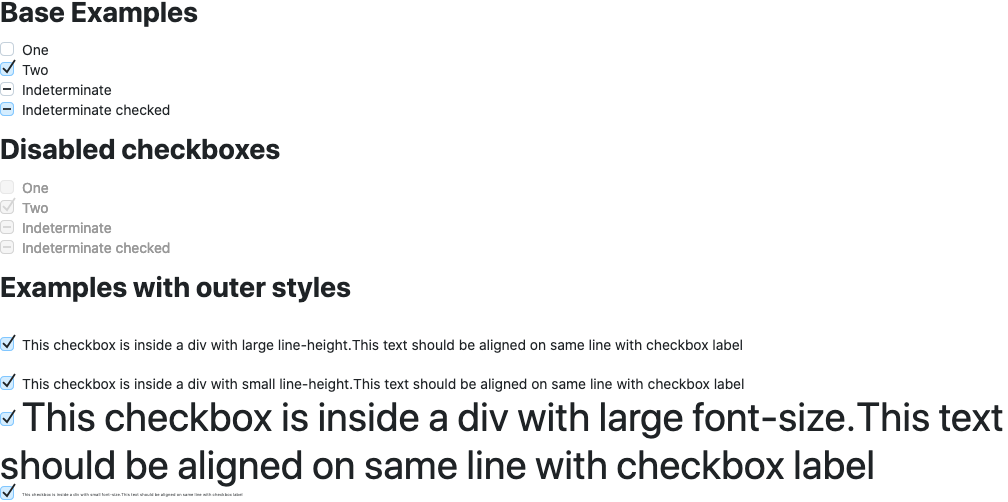 Base Examples
One
Two
Indeterminate
Indeterminate checked
Disabled checkboxes
One
Two
Indeterminate
Indeterminate checked
Examples with outer styles
This checkbox is inside a div with large line-height.This text should be aligned on same line with checkbox label
This checkbox is inside a div with small line-height.This text should be aligned on same line with checkbox label
This checkbox is inside a div with large font-size.This text
should be aligned on same line with checkbox label
This checkbox is inside a div with small font-size.This text should be aligned on same line with checkbox label